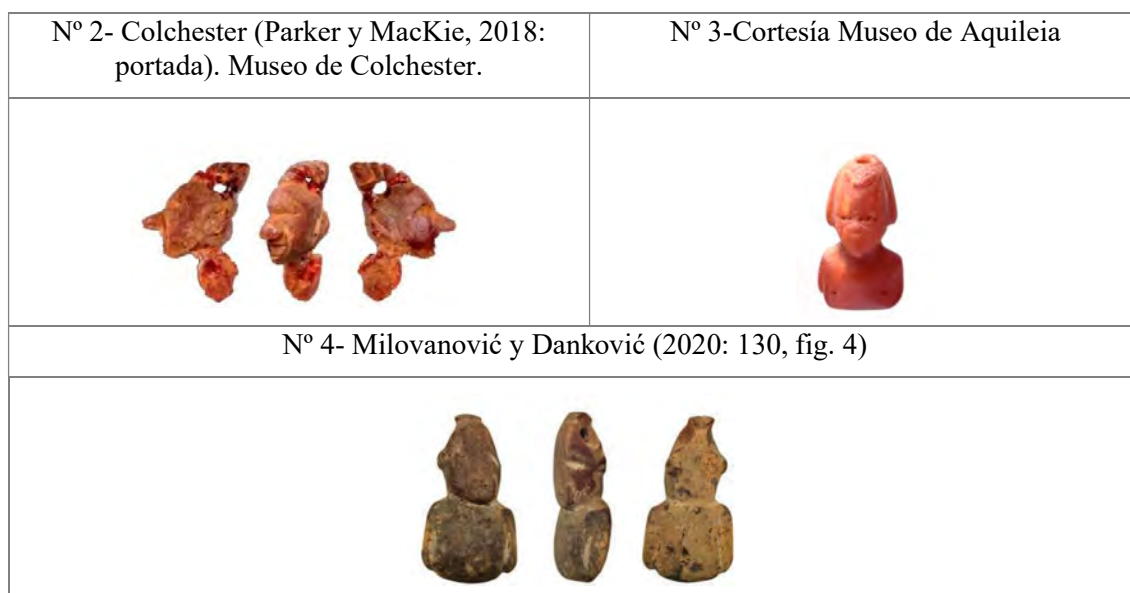 Nº 2- Colchester (Parker y MacKie, 2018:
portada). Museo de Colchester.
Nº 3-Cortesía Museo de Aquileia
Nº 4- Milovanović y Danković (2020: 130, fig. 4)